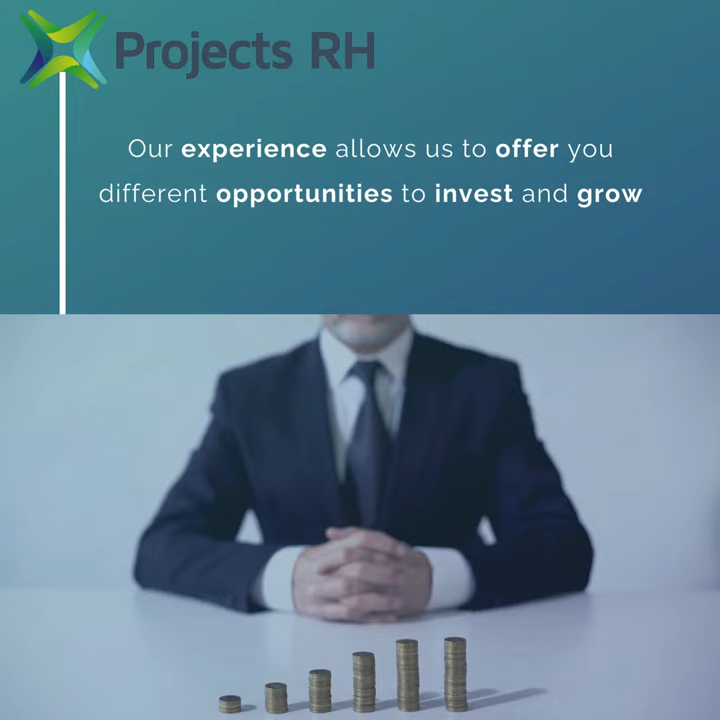 Projects RH
Our experience allows us to offer you
different opportunities to invest and grow